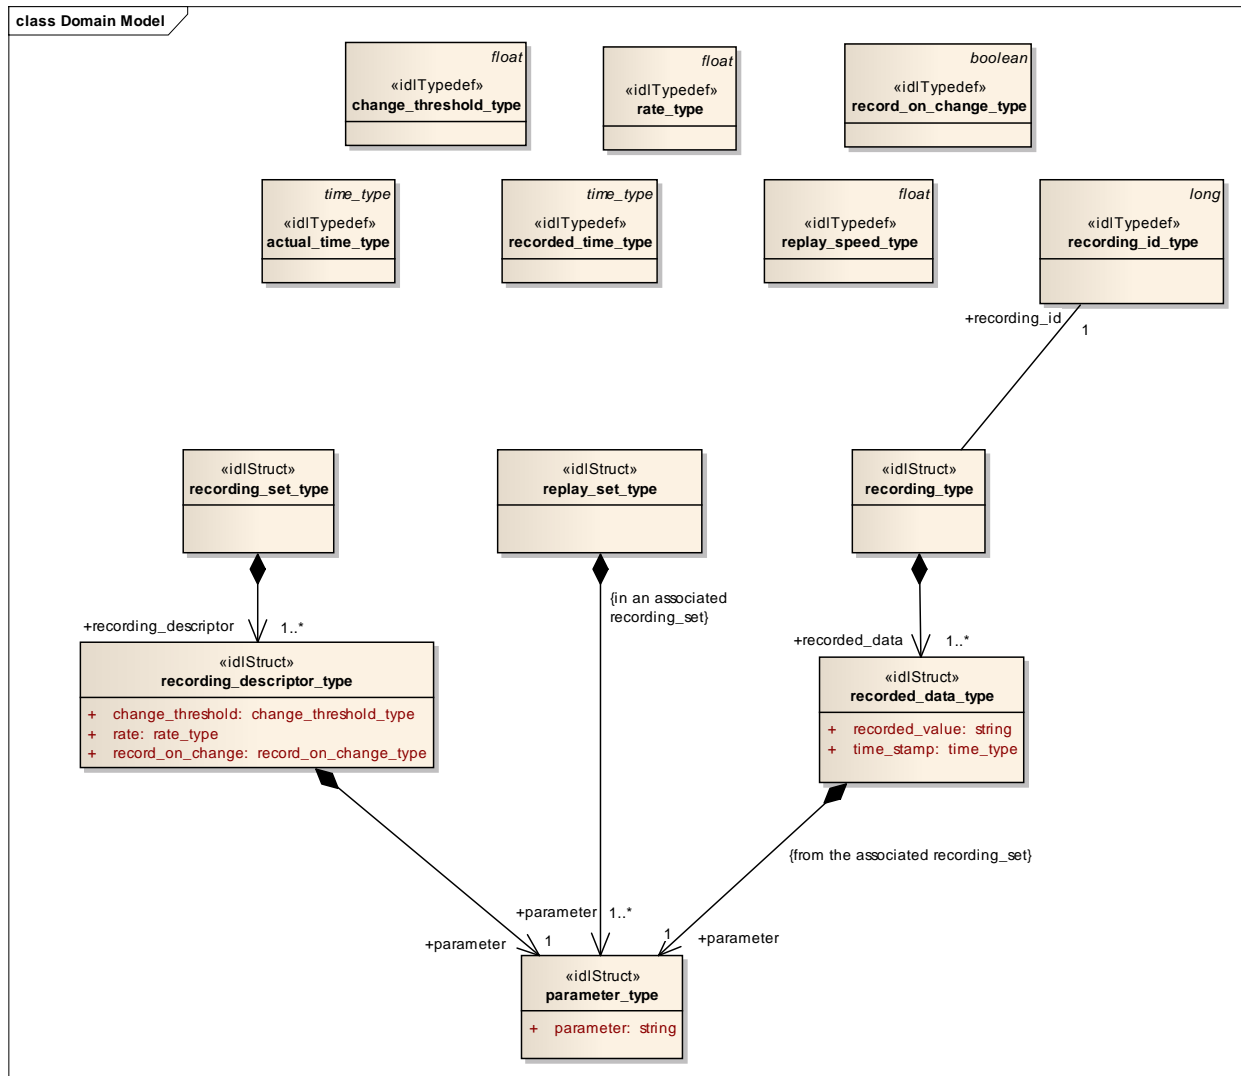 class Domain Model
float
«idlTypedef»
change_threshold_type
float
«idlTypedef»
rate_type
boolean
«idlTypedef»
record_on_change_type
time_type
«idlTypedef»
actual_time_type
time_type
«idlTypedef»
recorded_time_type
float
«idlTypedef»
replay_speed_type
long
«idlTypedef»
recording_id_type
+recording_id
1
«idlStruct»
recording_set_type
«idlStruct»
replay_set_type
«idlStruct»
recording_type
{in an associated
recording_set}
+recording_descriptor
1..*
+recorded_data
1..*
«idlStruct»
recording_descriptor_type
+ change_threshold: change_threshold_type
+ rate: rate_type
+ record_on_change: record_on_change_type
«idlStruct»
recorded_data_type
+ recorded_value: string
+ time_stamp: time_type
{from the associated recording_set}
+parameter
1
+parameter
1..*
1
+parameter
«idlStruct»
parameter_type
+ parameter: string